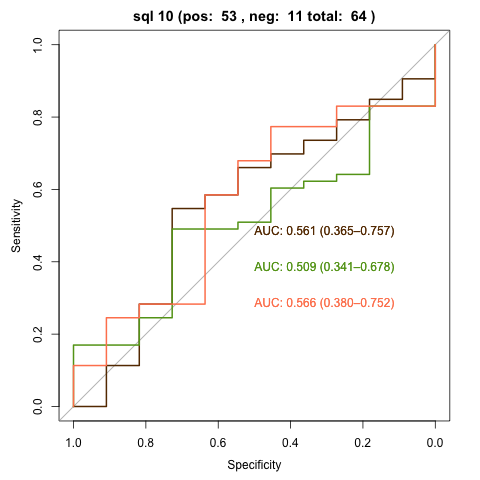 sql 10 (pos:  53 , neg:  11 total:  64 )
Sensitivity
1.0
0.8
0.6
0.4
0.2
0.0
AUC: 0.561 (0.365–0.757)
AUC: 0.509 (0.341–0.678)
AUC: 0.566 (0.380–0.752)
1.0 0.8 0.6 0.4 0.2 0.0
Specificity